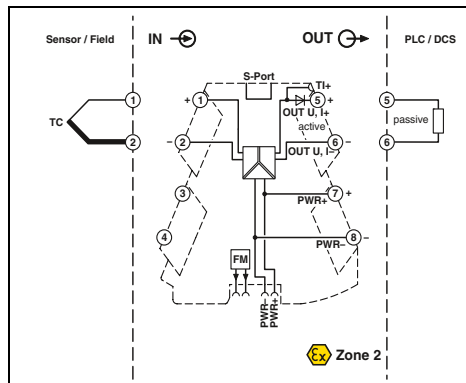 Sensor / Field
IN
OUT
PLC / DCS
S-Port
TI+
1
+
1
5
+
5
OUT U, I+
TC
active
passive
2
–
2
6
–
6
OUT U, I–
3
7
+
PWR+
4
8
–
PWR–
FM
PWR–
PWR+
Ex
Zone 2